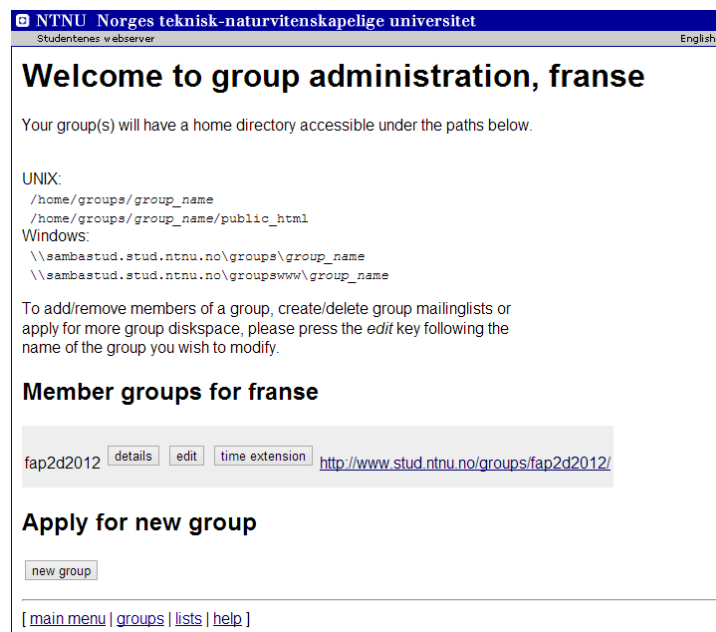 NTNU Norges teknisk-naturvitenskapelige universitet
Studentenes webserver English
Welcome to group administration, franse
Your group(s) will have a home directory accessible under the paths below.
UNIX:
/home/groups/group_name
/home/groups/group_name/public_html
Windows:
\\sambastud.stud.ntnu.no\groups\group_name
\\sambastud.stud.ntnu.no\groupswww\group_name
To add/remove members of a group, create/delete group mailinglists or
apply for more group diskspace, please press the edit key following the
name of the group you wish to modify.
Member groups for franse
fap2d2012 details edit time extension http://www.stud.ntnu.no/groups/fap2d2012/
Apply for new group
new group
[ main menu | groups | lists | help ]